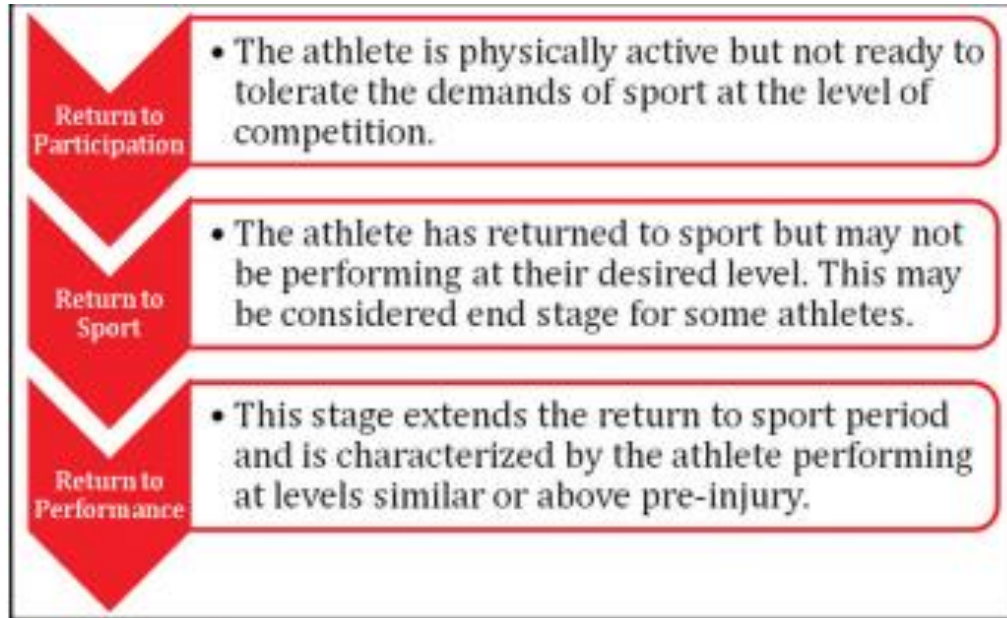 Return to
Participation
• The athlete is physically active but not ready to
tolerate the demands of sport at the level of
competition.
Return to
Sport
• The athlete has returned to sport but may not
be performing at their desired level. This may
be considered end stage for some athletes.
Return to
Performance
• This stage extends the return to sport period
and is characterized by the athlete performing
at levels similar or above pre-injury.